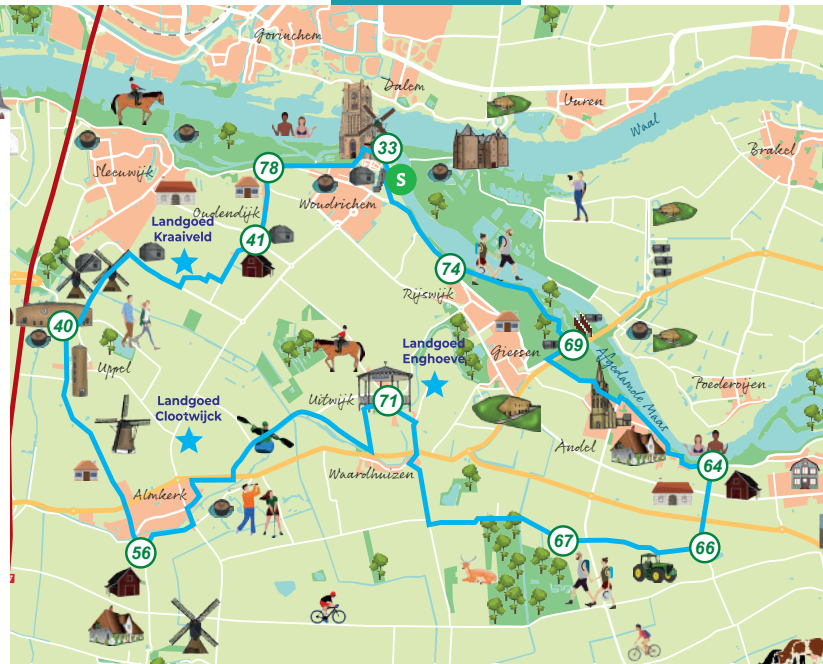 Gorinchem
Dalem
Vuren
Waal
Brakel
Sleeuwijk
33
78
S
Woudrichem
Oudendijk
Landgoed
Kraaiveld
41
74
Rijswijk
40
Uppel
Landgoed
Enghoeve
Giessen
69
Afgedamde Maas
Poederoijen
Landgoed
Clootwijck
Uitwijk
71
Andel
Waardhuizen
64
Almkerk
56
67
66